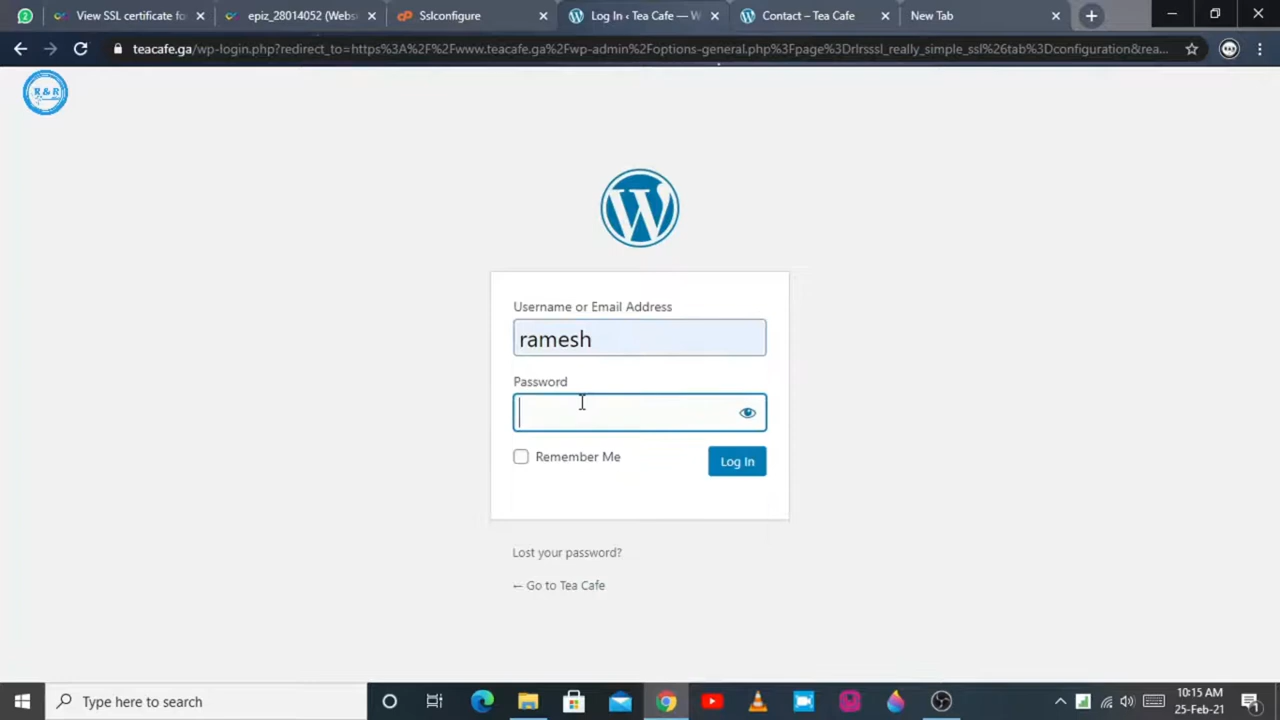 View SSL certificate fo
epiz_28014052 (Webs
Sslconfigure
Log In ‹ Tea Cafe — W
Contact – Tea Cafe
New Tab
teacafe.ga/wp-login.php?redirect_to=https%3A%2F%2Fwww.teacafe.ga%2Fwp-admin%2Foptions-general.php%3Fpage%3Drlrsssl_really_simple_ssl%26tab%3Dconfiguration&rea...
R & R
Username or Email Address
ramesh
Password
Remember Me
Log In
Lost your password?
← Go to Tea Cafe
Type here to search
10:15 AM
25-Feb-21